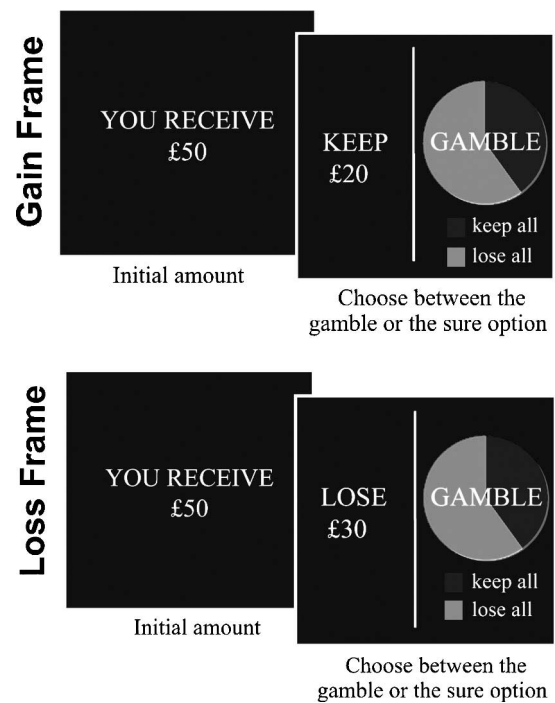 Gain Frame
YOU RECEIVE
£50
Initial amount
KEEP
£20
GAMBLE
keep all
lose all
Choose between the
gamble or the sure option
Loss Frame
YOU RECEIVE
£50
Initial amount
LOSE
£30
GAMBLE
keep all
lose all
Choose between the
gamble or the sure option